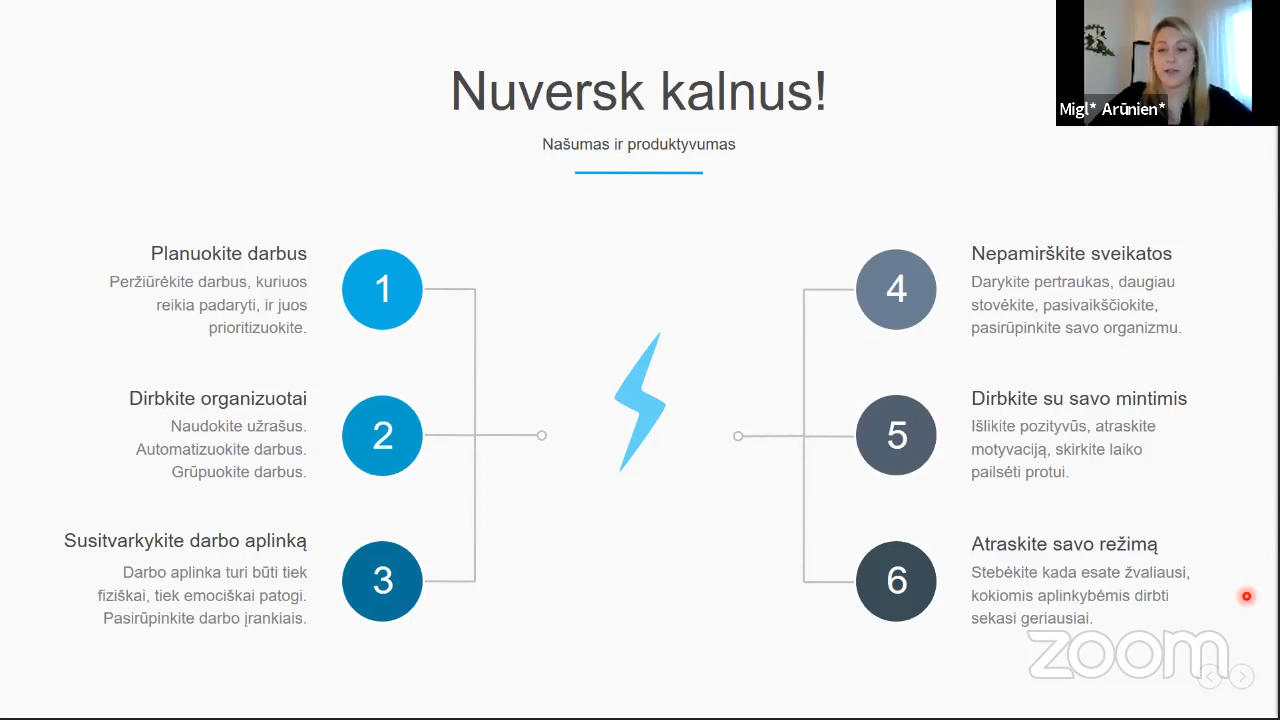 Nuversk kalnus!
Našumas ir produktyvumas
Migl* Arūnien*
Planuokite darbus
Peržiūrėkite darbus, kuriuos
reikia padaryti, ir juos
prioritizuokite.
1
Dirbkite organizuotai
Naudokite užrašus.
Automatizuokite darbus.
Grūpuokite darbus.
2
Susitvarkykite darbo aplinką
Darbo aplinka turi būti tiek
fiziškai, tiek emociškai patogi.
Pasirūpinkite darbo įrankiais.
3
4
Nepamirškite sveikatos
Darykite pertraukas, daugiau
stovėkite, pasivaikščiokite,
pasirūpinkite savo organizmu.
5
Dirbkite su savo mintimis
Išlikite pozityvūs, atraskite
motyvaciją, skirkite laiko
pailsėti protui.
6
Atraskite savo režimą
Stebėkite kada esate žvaliausi,
kokiomis aplinkybėmis dirbti
sekasi geriausiai.
zoom